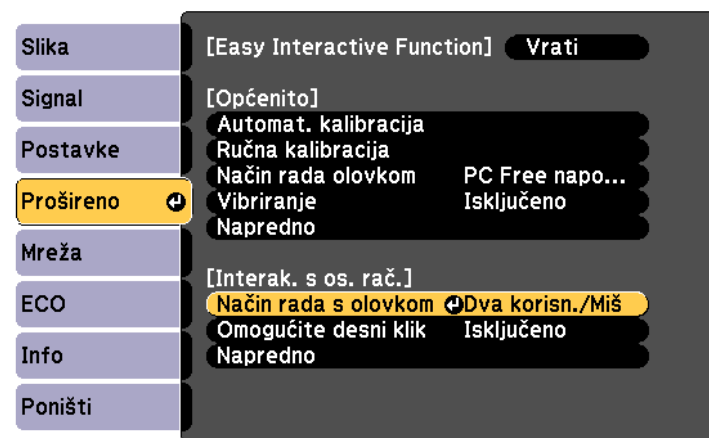 Slika
Signal
Postavke
Prošireno
Mreža
ECO
Info
Poništi
[Easy Interactive Function] Vrati
[Općenito]
Automat. kalibracija
Ručna kalibracija
Način rada olovkom PC Free napo...
Vibriranje Isključeno
Napredno
[Interak. s os. rač.]
Način rada s olovkom Dva korisn./Miš
Omogućite desni klik Isključeno
Napredno